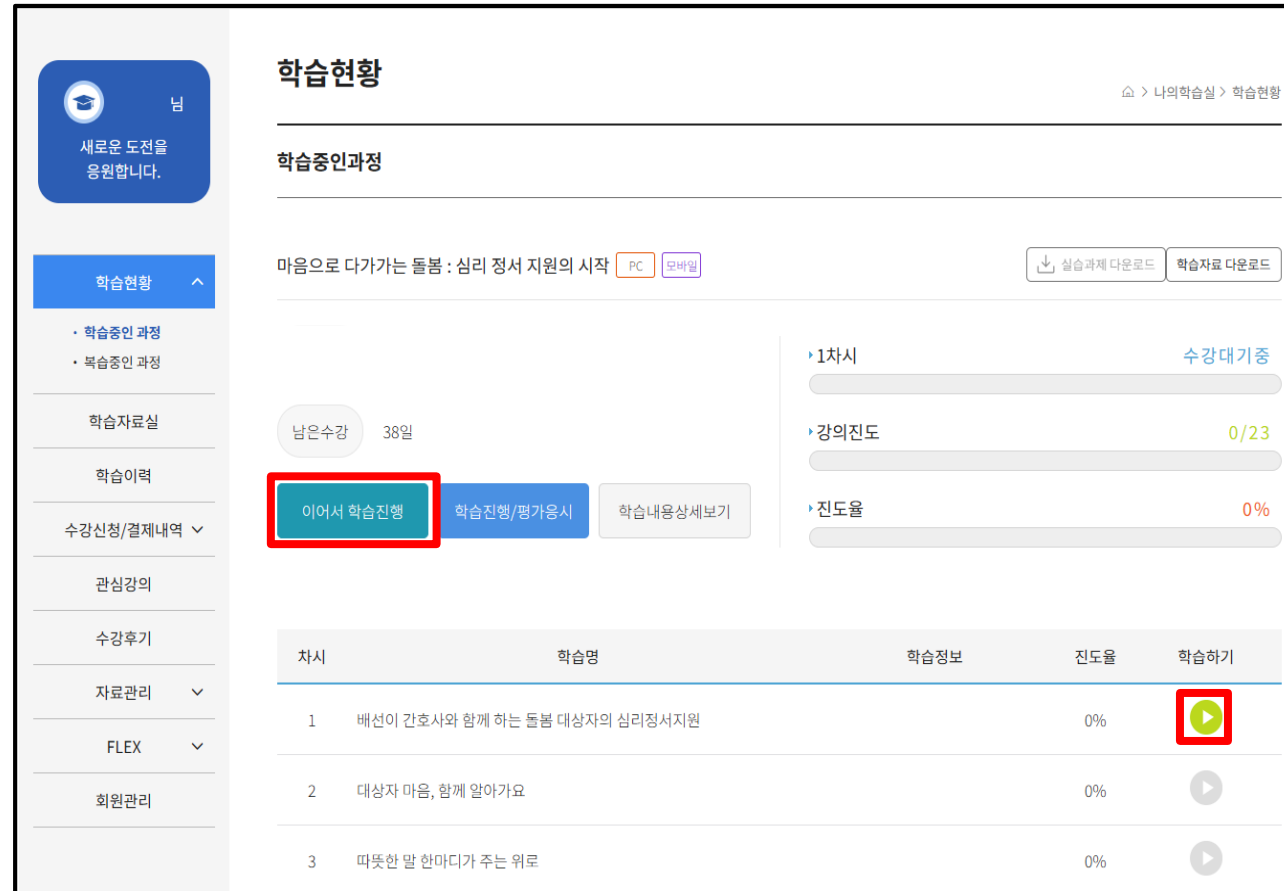 님
새로운 도전을
응원합니다.
학습현황
· 학습중인 과정
· 복습중인 과정
학습자료실
학습이력
수강신청/결제내역
관심강의
수강후기
자료관리
FLEX
회원관리
학습현황
> 나의학습실 > 학습현황
학습중인과정
마음으로 다가가는 돌봄 : 심리 정서 지원의 시작 PC 모바일
실습과제 다운로드 학습자료 다운로드
남은수강 38일
이어서 학습진행 학습진행/평가응시 학습내용상세보기
1차시 수강대기중
강의진도 0/23
진도율 0%
차시 학습명 학습정보 진도율 학습하기
1 배선이 간호사와 함께 하는 돌봄 대상자의 심리정서지원 0%
2 대상자 마음, 함께 알아가요 0%
3 따뜻한 말 한마디가 주는 위로 0%